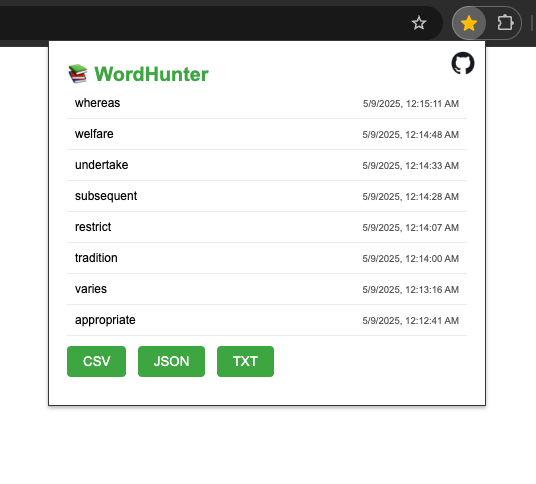 WordHunter
whereas 5/9/2025, 12:15:11 AM
welfare 5/9/2025, 12:14:48 AM
undertake 5/9/2025, 12:14:33 AM
subsequent 5/9/2025, 12:14:28 AM
restrict 5/9/2025, 12:14:07 AM
tradition 5/9/2025, 12:14:00 AM
varies 5/9/2025, 12:13:16 AM
appropriate 5/9/2025, 12:12:41 AM
CSV JSON TXT